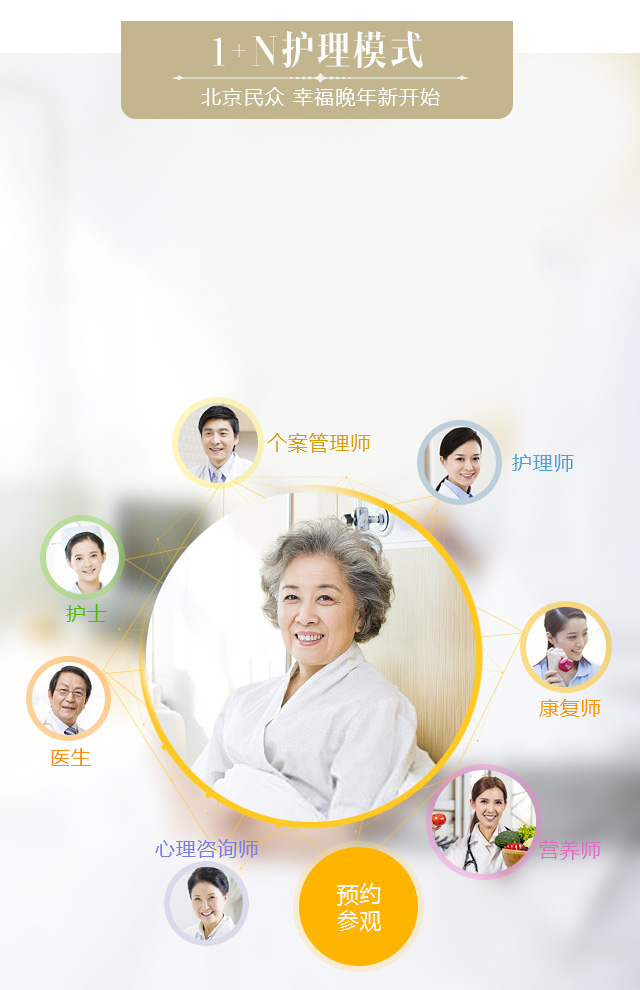 1+N护理模式
北京民众 幸福晚年新开始
个案管理师
护理师
护士
康复师
医生
心理咨询师
营养师
预约
参观